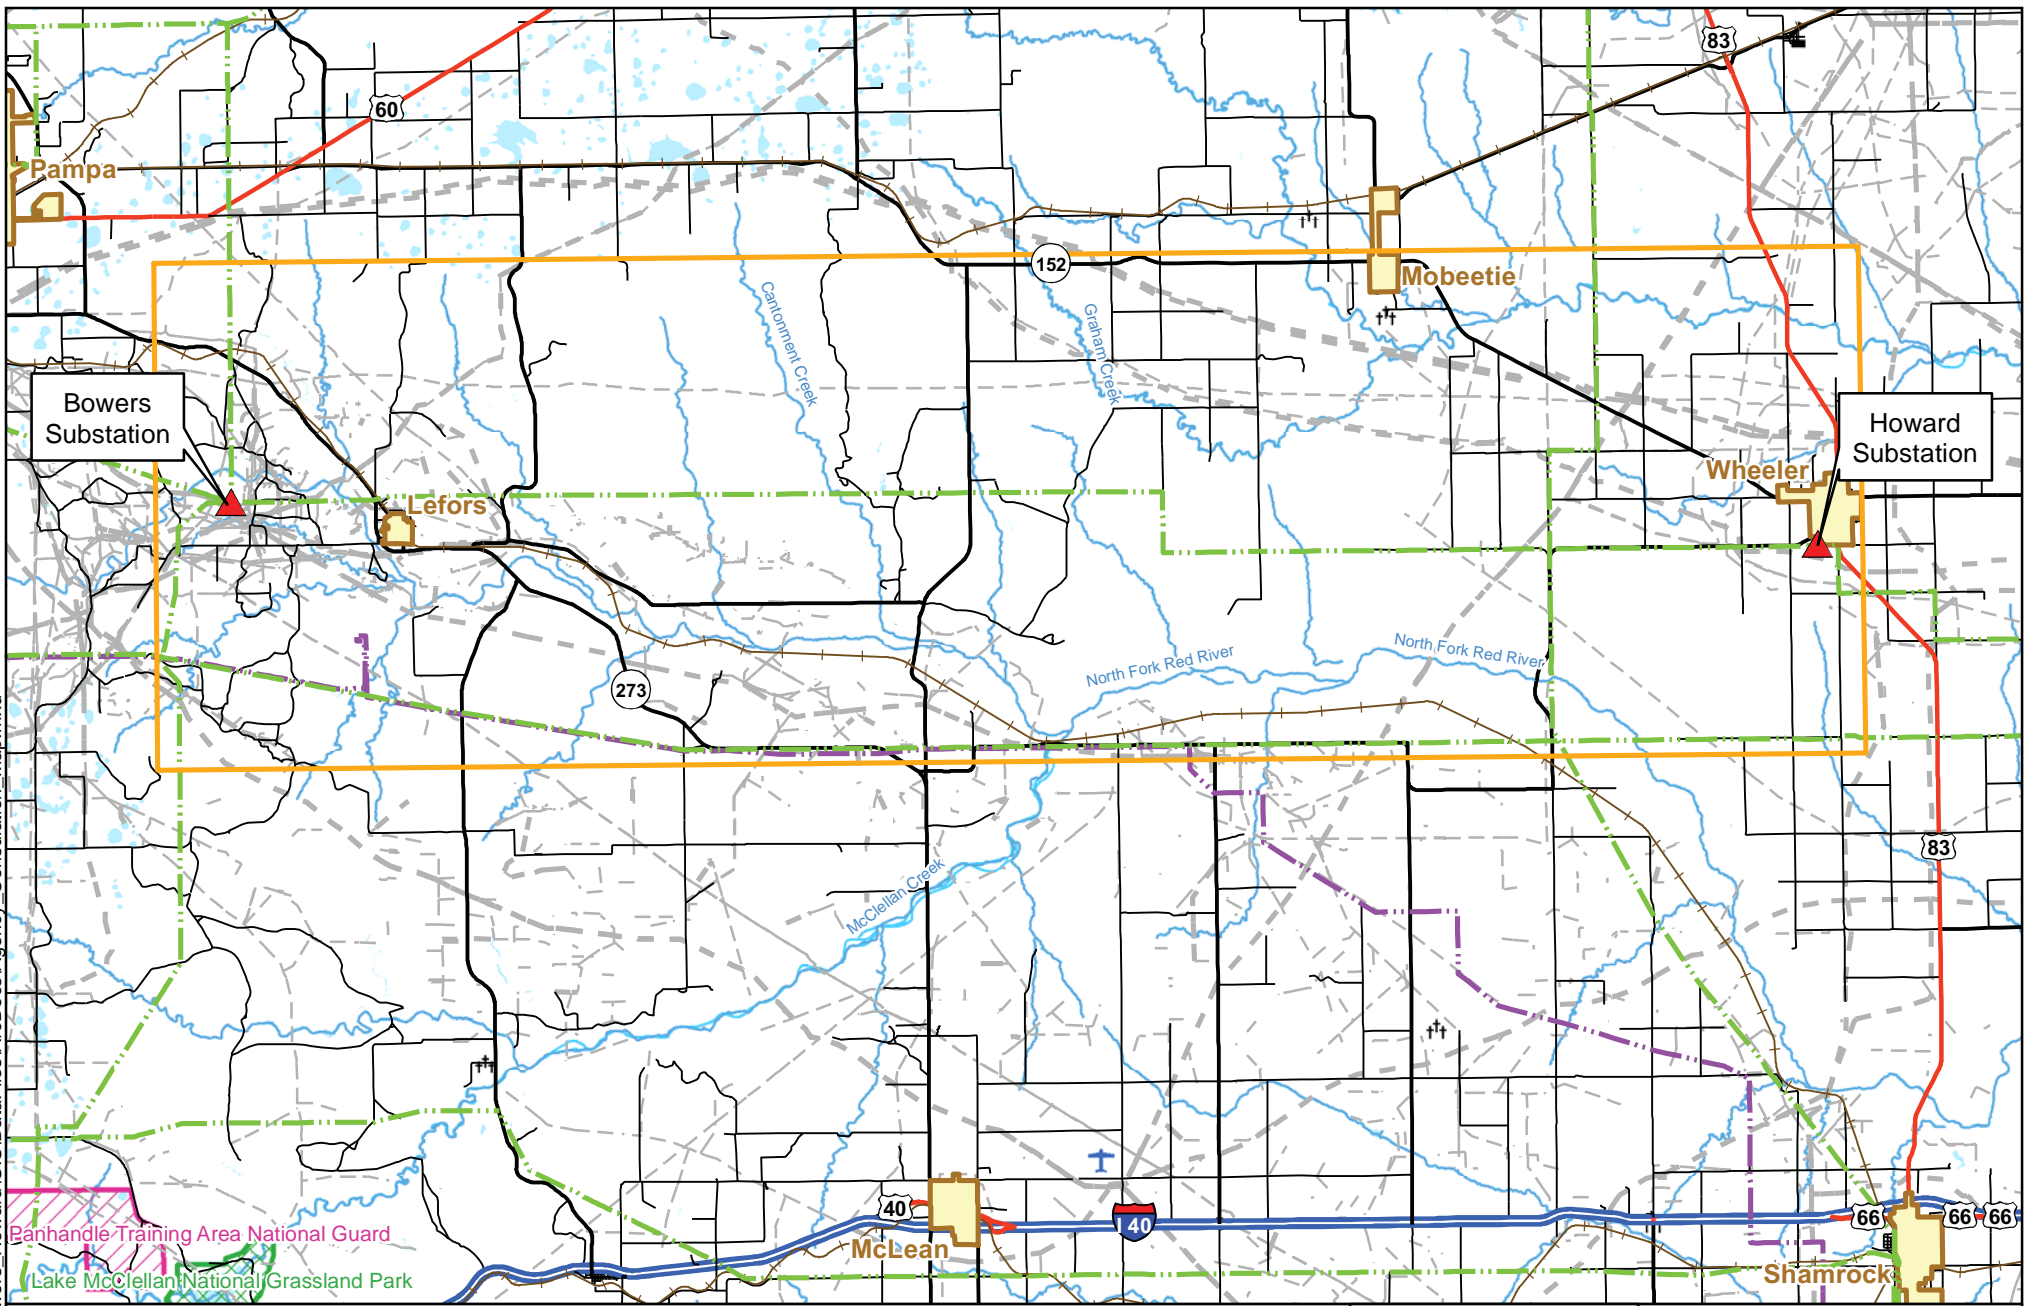 83
60
Pampa
152
Mobeetie
Cantonment Creek
Graham Creek
Bowers
Substation
Howard
Substation
Wheeler
Lefors
North Fork Red River
North Fork Red River
273
83
McClellan Creek
40
I 40
66
66
66
McLean
Panhandle Training Area National Guard
Lake McClellan National Grassland Park
Shamrock